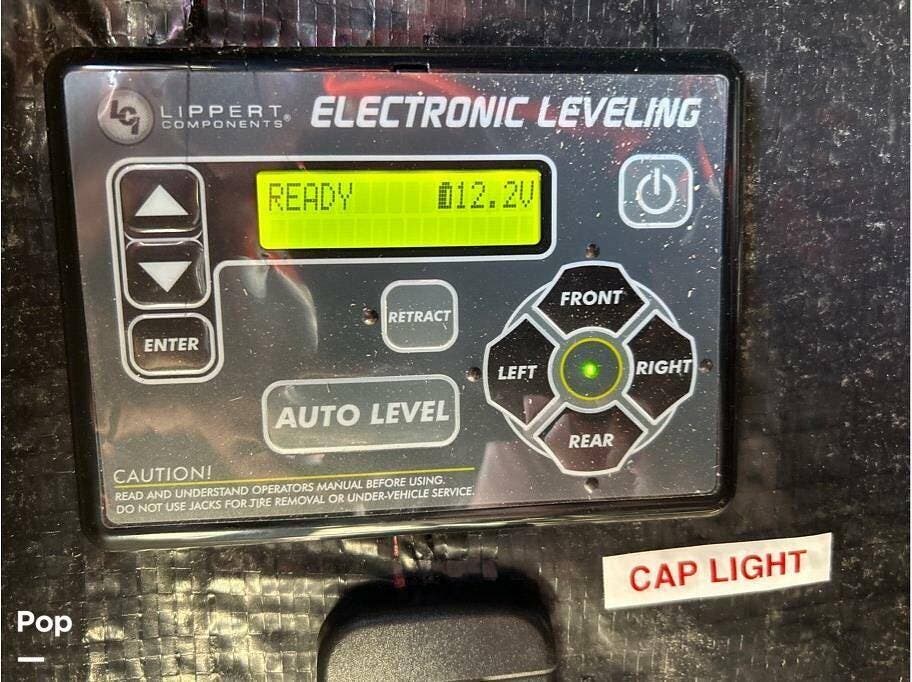 LCI LIPPERT COMPONENTS® ELECTRONIC LEVELING
READY 12.2V
FRONT
RETRACT
ENTER
LEFT
RIGHT
AUTO LEVEL
REAR
CAUTION!
READ AND UNDERSTAND OPERATORS MANUAL BEFORE USING.
DO NOT USE JACKS FOR TIRE REMOVAL OR UNDER-VEHICLE SERVICE.
CAP LIGHT
Pop